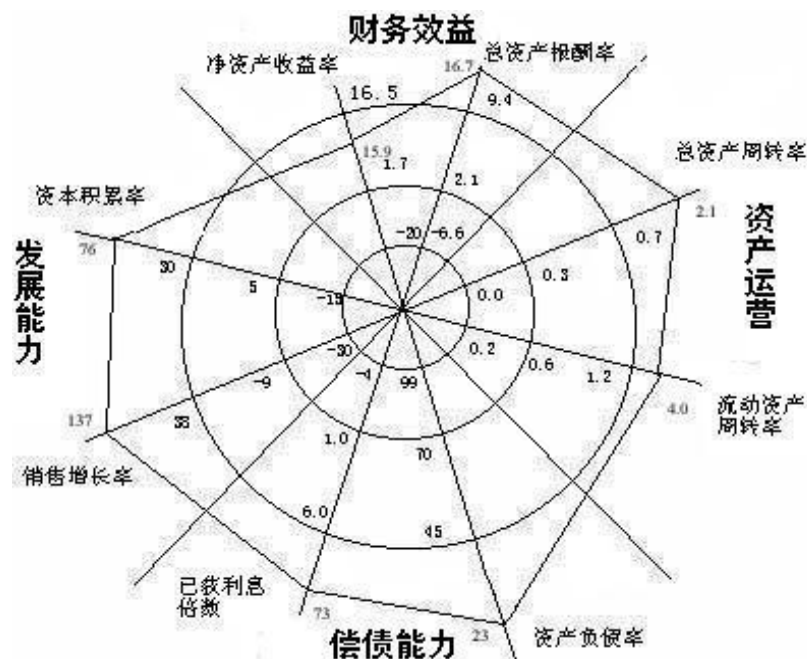 财务效益
净资产收益率
总资产报酬率
16.7
16.5
9.4
15.9
1.7
2.1
总资产周转率
2.1
资本积累率
-20
-6.6
0.7
资产运营
76
30
5
-15
0.0
0.3
发展能力
-30
0.2
0.6
1.2
4.0
流动资产
周转率
-9
-4
99
137
38
1.0
70
销售增长率
6.0
45
已获利息
倍数
73
偿债能力
23
资产负债率